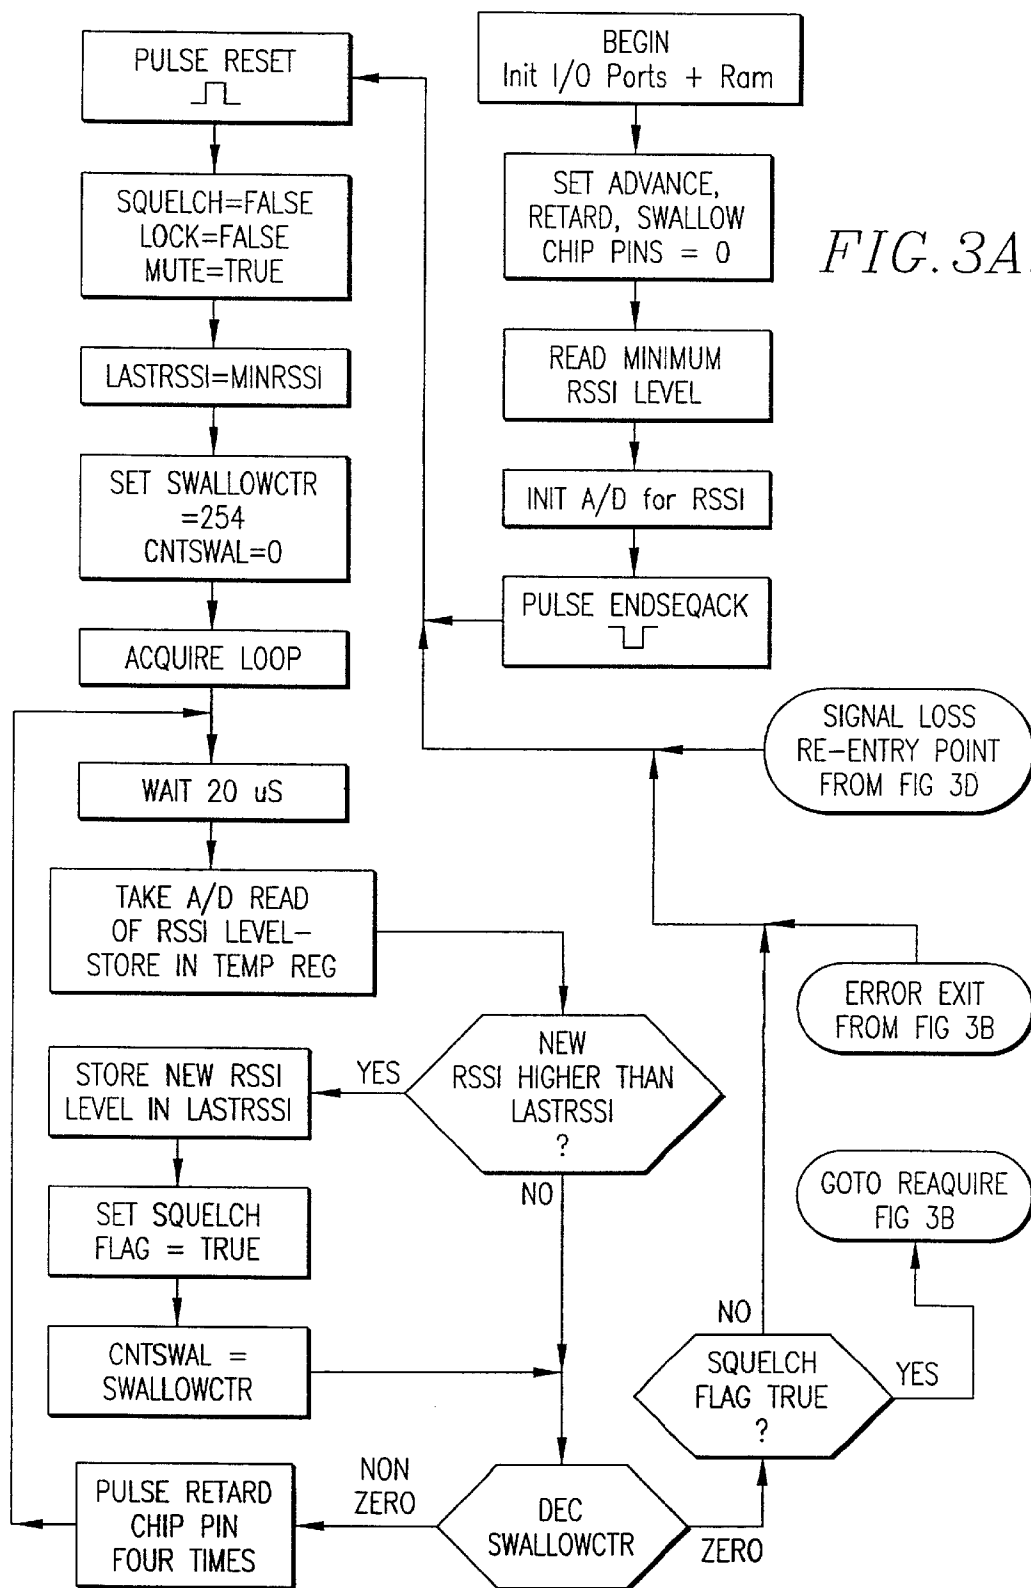 BEGIN
Init I/O Ports + Ram
SET ADVANCE,
RETARD, SWALLOW
CHIP PINS = 0
READ MINIMUM
RSSI LEVEL
INIT A/D for RSSI
PULSE ENDSEQACK
FIG. 3A.
PULSE RESET
SQUELCH=FALSE
LOCK=FALSE
MUTE=TRUE
LASTRSSI=MINRSSI
SET SWALLOWCTR
=254
CNTSWAL=0
ACQUIRE LOOP
WAIT 20 uS
TAKE A/D READ
OF RSSI LEVEL-
STORE IN TEMP REG
NEW
RSSI HIGHER THAN
LASTRSSI
?
YES
NO
STORE NEW RSSI
LEVEL IN LASTRSSI
SET SQUELCH
FLAG = TRUE
CNTSWAL =
SWALLOWCTR
DEC
SWALLOWCTR
NON
ZERO
ZERO
PULSE RETARD
CHIP PIN
FOUR TIMES
SQUELCH
FLAG TRUE
?
NO
YES
SIGNAL LOSS
RE-ENTRY POINT
FROM FIG 3D
ERROR EXIT
FROM FIG 3B
GOTO REAQUIRE
FIG 3B